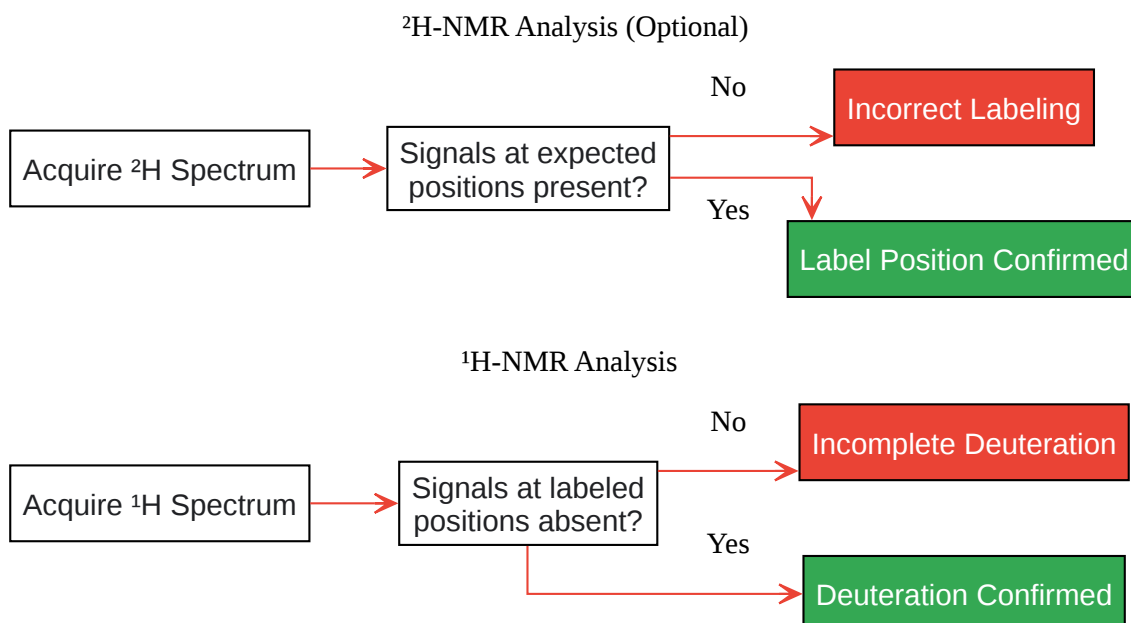 ²H-NMR Analysis (Optional)
No
Incorrect Labeling
Acquire ²H Spectrum
Signals at expected
positions present?
Yes
Label Position Confirmed
¹H-NMR Analysis
No
Incomplete Deuteration
Acquire ¹H Spectrum
Signals at labeled
positions absent?
Yes
Deuteration Confirmed